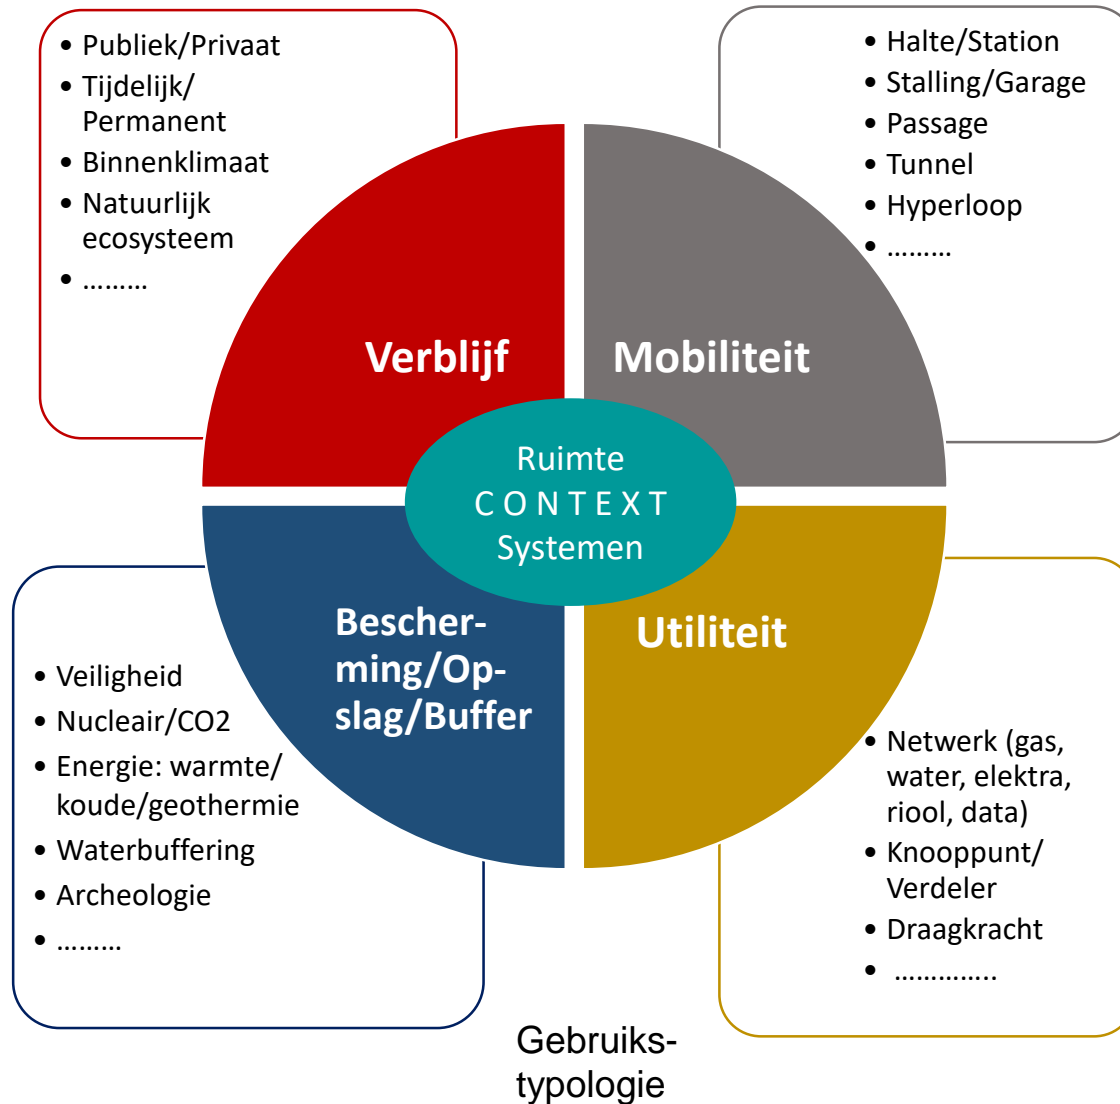 • Publiek/Privaat
• Tijdelijk/
Permanent
• Binnenklimaat
• Natuurlijk
ecosysteem
• ………
• Halte/Station
• Stalling/Garage
• Passage
• Tunnel
• Hyperloop
• ………
Verblijf
Mobiliteit
Ruimte
C O N T E X T
Systemen
Bescher-
ming/Op-
slag/Buffer
Utiliteit
• Veiligheid
• Nucleair/CO2
• Energie: warmte/
koude/geothermie
• Waterbuffering
• Archeologie
• ………
• Netwerk (gas,
water, elektra,
riool, data)
• Knooppunt/
Verdeler
• Draagkracht
• …………..
Gebruiks-
typologie